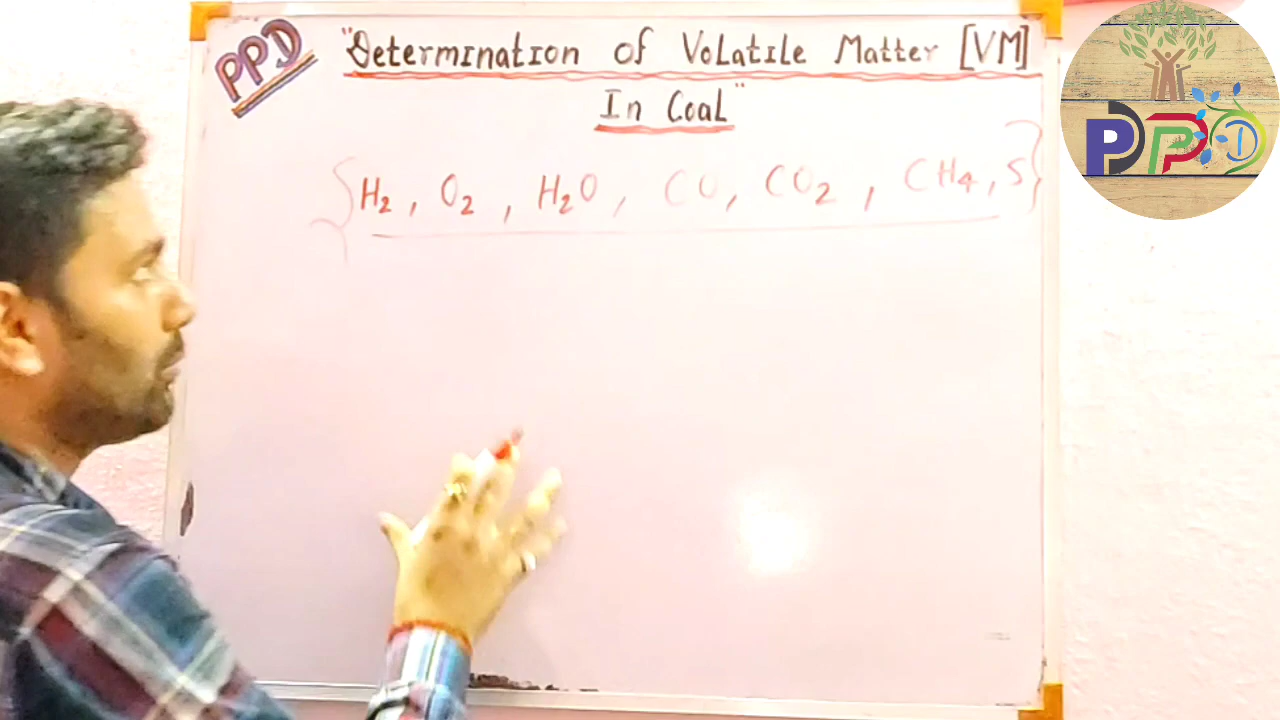 PPD
"Determination of Volatile Matter [VM]
In Coal"
{H₂, O₂, H₂O, CO, CO₂, CH₄, S}
PPD